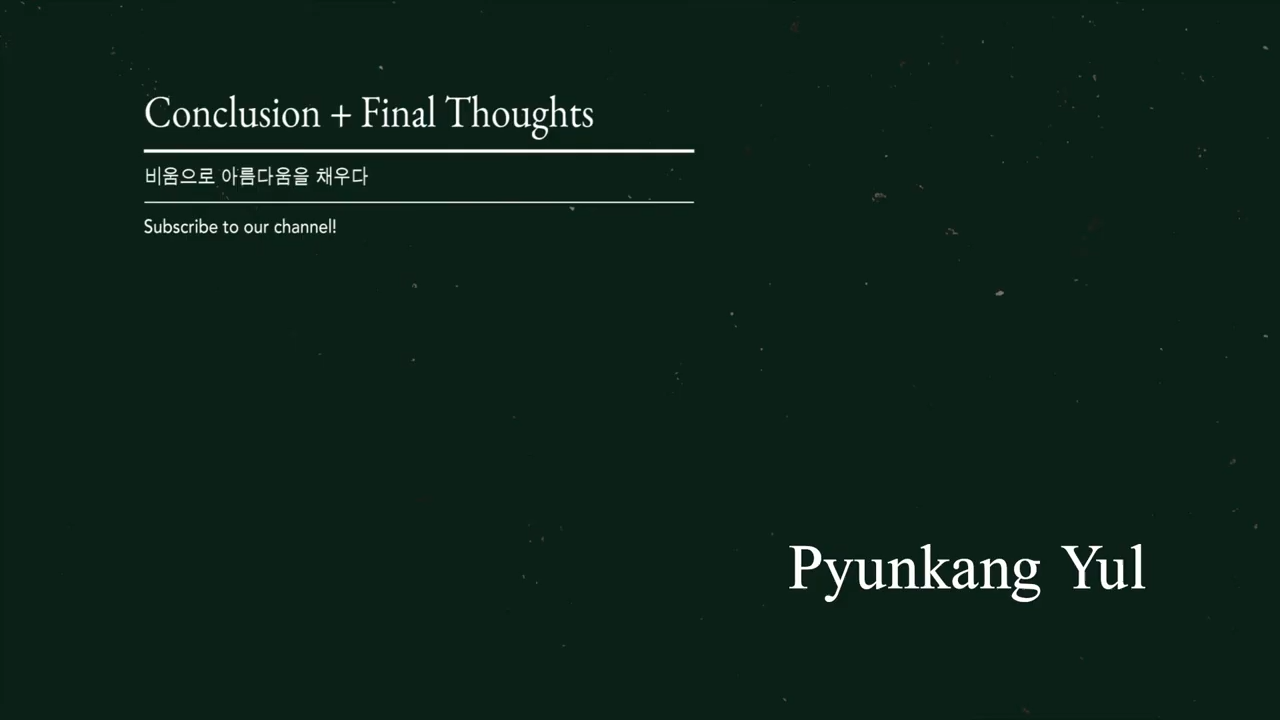 Conclusion + Final Thoughts
비움으로 아름다움을 채우다
Subscribe to our channel!
Pyunkang Yul